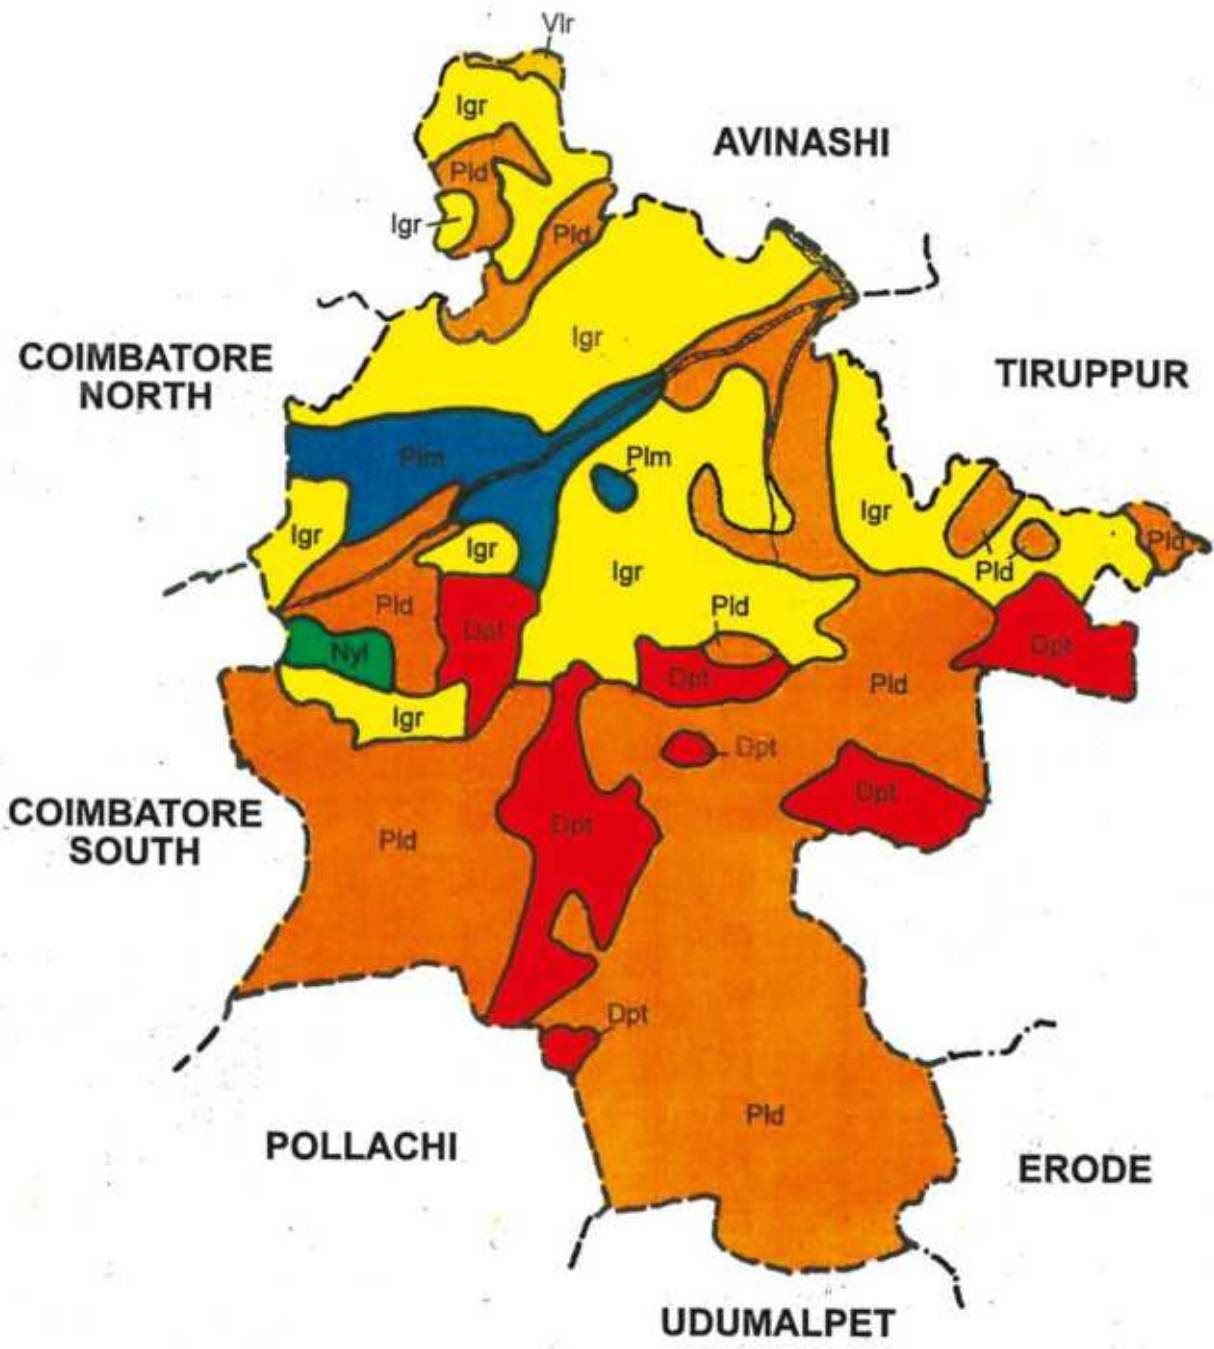 Vlr
Igr
AVINASHI
Pld
Igr
Pld
Igr
COIMBATORE
NORTH
TIRUPPUR
Plm
Plm
Igr
Igr
Igr
Igr
Pld
Pld
Pld
Pld
Dpt
Dpt
Nyl
Dpt
Pld
Igr
Dpt
Dpt
COIMBATORE
SOUTH
Dpt
Pld
Dpt
Pld
POLLACHI
ERODE
UDUMALPET